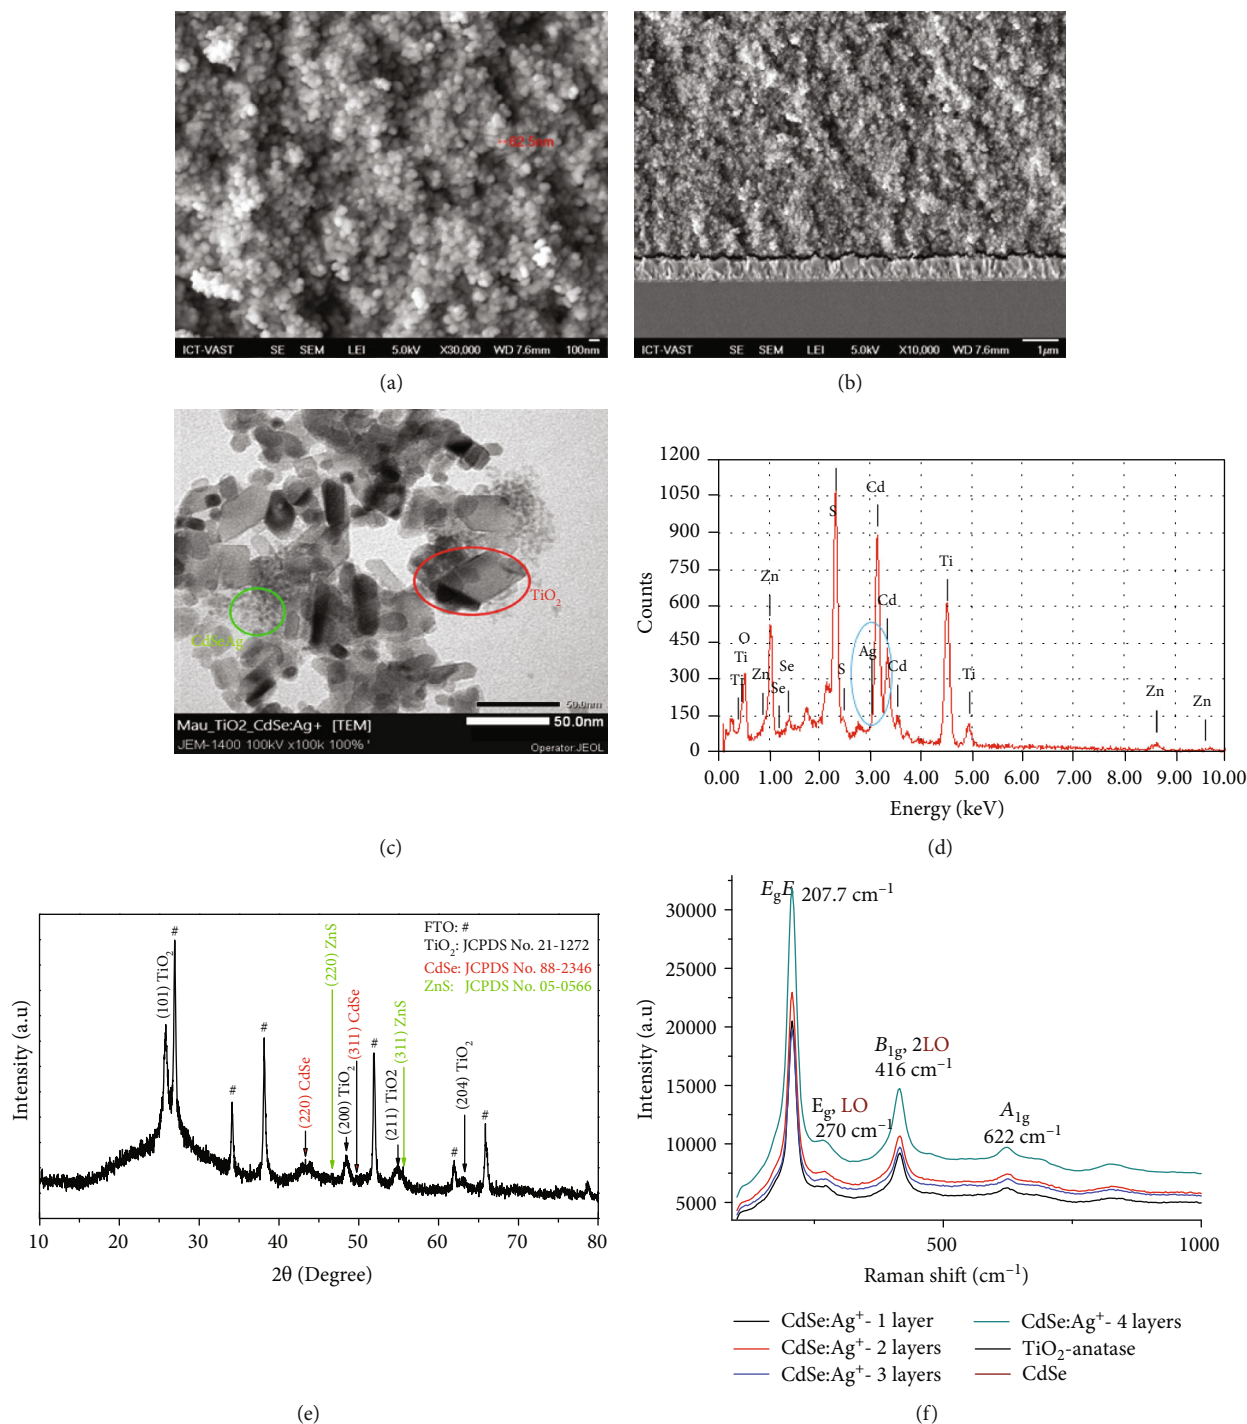 62.5nm
ICT-VAST SE SEM LEI 5.0kV X30,000 WD 7.6mm 100nm
(a)
ICT-VAST SE SEM LEI 5.0kV X10,000 WD 7.6mm 1μm
(b)
TiO2
CdSeAg
50.0nm
Mau_TiO2_CdSe:Ag+ [TEM]
50.0nm
JEM-1400 100kV x100k 100% '
Operator:JEOL
(c)
1200
1050
900
750
600
450
300
150
0
Counts
S
Cd
Zn
Ti
Cd
O
Ti
Ag
Ti
Zn
Se
Se
S
Cd
Ti
Zn
Zn
0.00 1.00 2.00 3.00 4.00 5.00 6.00 7.00 8.00 9.00 10.00
Energy (keV)
(d)
Intensity (a.u)
FTO: #
TiO2: JCPDS No. 21-1272
CdSe: JCPDS No. 88-2346
ZnS: JCPDS No. 05-0566
(101) TiO2
#
#
#
(220) CdSe
(220) ZnS
(200) TiO2
(311) CdSe
#
(211) TiO2
(311) ZnS
#
(204) TiO2
#
10 20 30 40 50 60 70 80
2θ (Degree)
(e)
30000
25000
20000
15000
10000
5000
Intensity (a.u)
EgE 207.7 cm–1
Eg, LO
270 cm–1
B1g, 2LO
416 cm–1
A1g
622 cm–1
500 1000
Raman shift (cm–1)
CdSe:Ag+- 1 layer
CdSe:Ag+- 2 layers
CdSe:Ag+- 3 layers
CdSe:Ag+- 4 layers
TiO2-anatase
CdSe
(f)